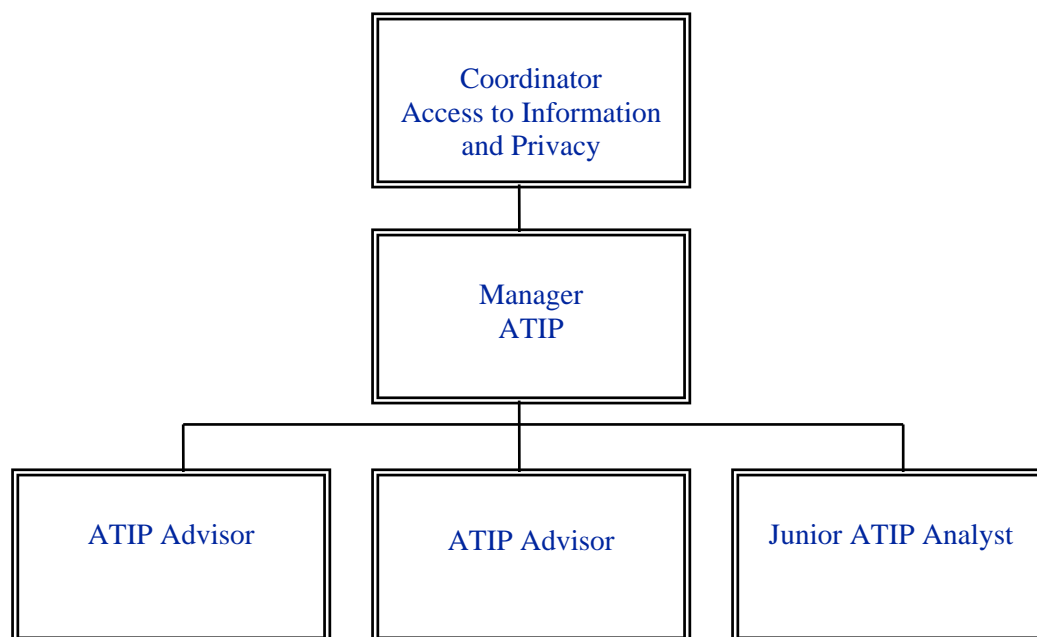 Coordinator
Access to Information
and Privacy
Manager
ATIP
ATIP Advisor
ATIP Advisor
Junior ATIP Analyst